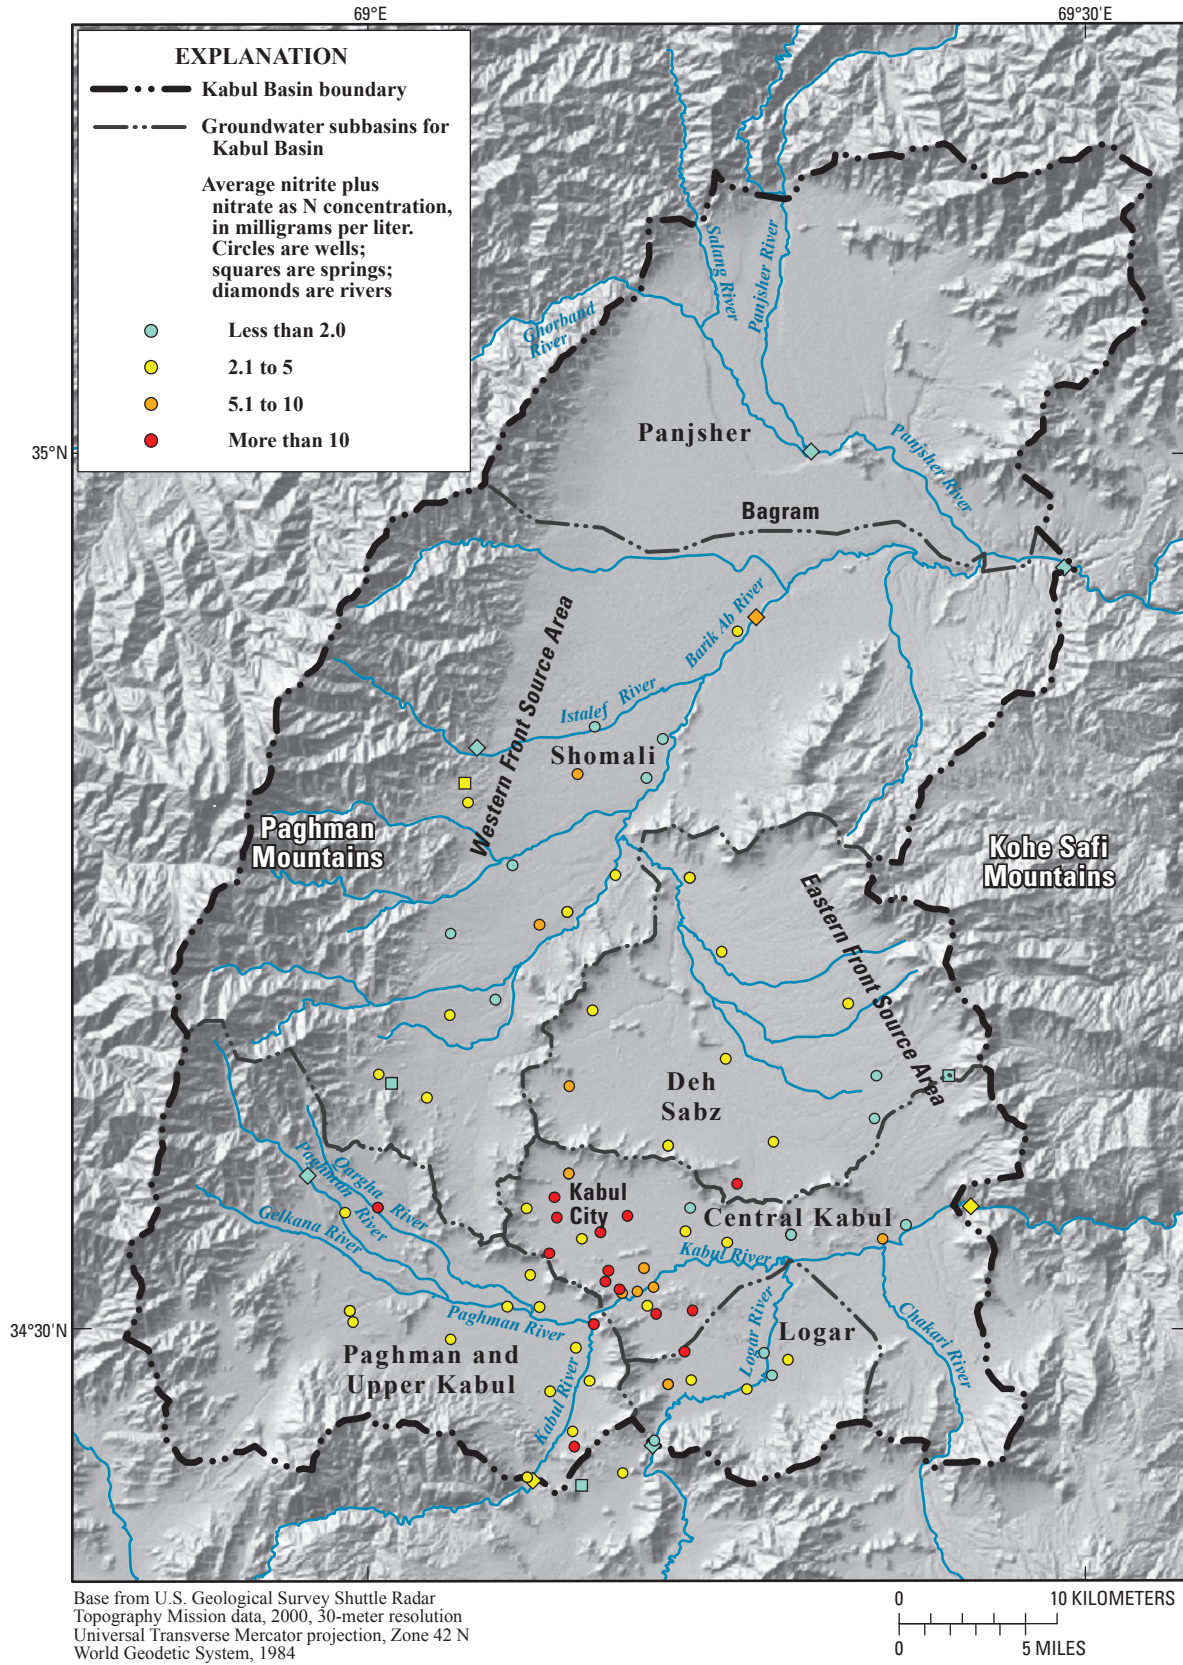 69°E
69°30'E
EXPLANATION
Kabul Basin boundary
Groundwater subbasins for
Kabul Basin
Average nitrite plus
nitrate as N concentration,
in milligrams per liter.
Circles are wells;
squares are springs;
diamonds are rivers
Less than 2.0
2.1 to 5
5.1 to 10
More than 10
Salang River
Panjsher River
Ghorband
River
35°N
Panjsher
Panjsher River
Bagram
Barik Ab River
Western Front Source Area
Istalef River
Shomali
Paghman
Mountains
Kohe Safi
Mountains
Eastern Front Source Area
Deh
Sabz
Paghman River
Qargha River
Gelkana River
Kabul
City
Central Kabul
Kabul River
Paghman River
Logar River
Logar
Chakari River
34°30'N
Paghman and
Upper Kabul
Kabul River
Base from U.S. Geological Survey Shuttle Radar
Topography Mission data, 2000, 30-meter resolution
Universal Transverse Mercator projection, Zone 42 N
World Geodetic System, 1984
0 10 KILOMETERS
0 5 MILES